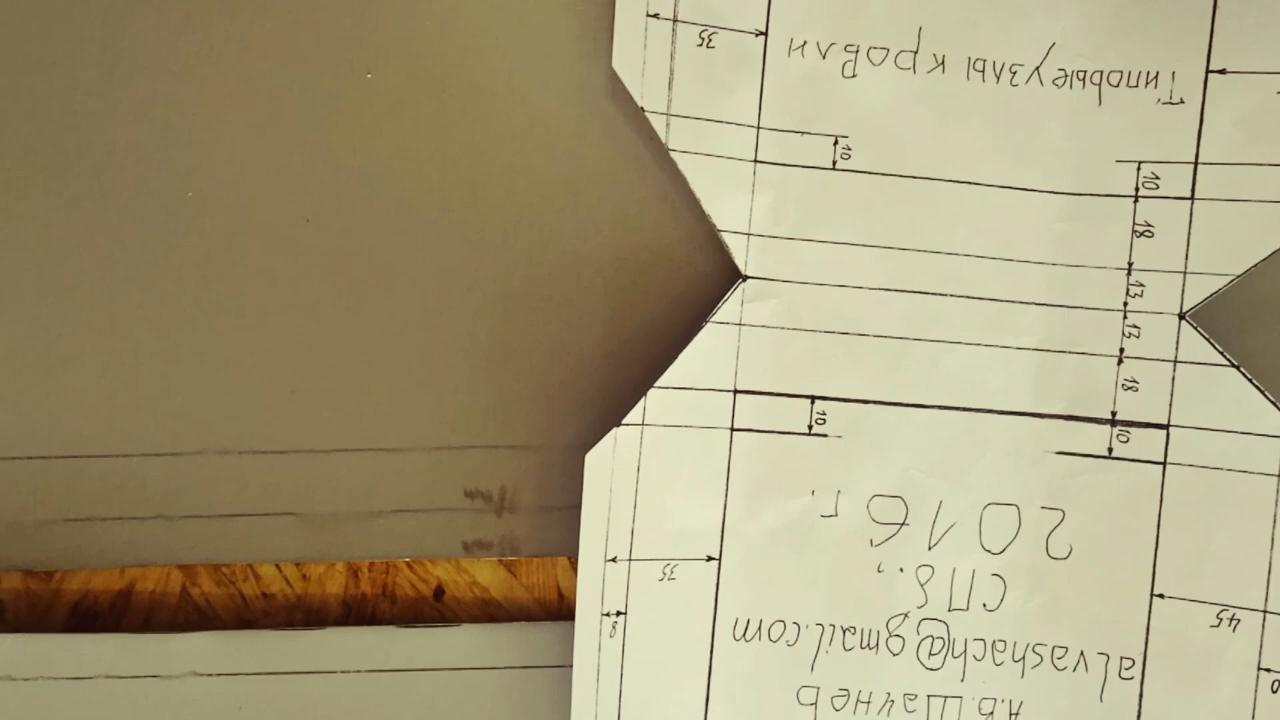 А.В. Шачнев
alvashach@gmail.com
СПб.,
2016 г.
Типовые узлы кровли
35
10
10
18
13
13
18
10
10
35
8
45